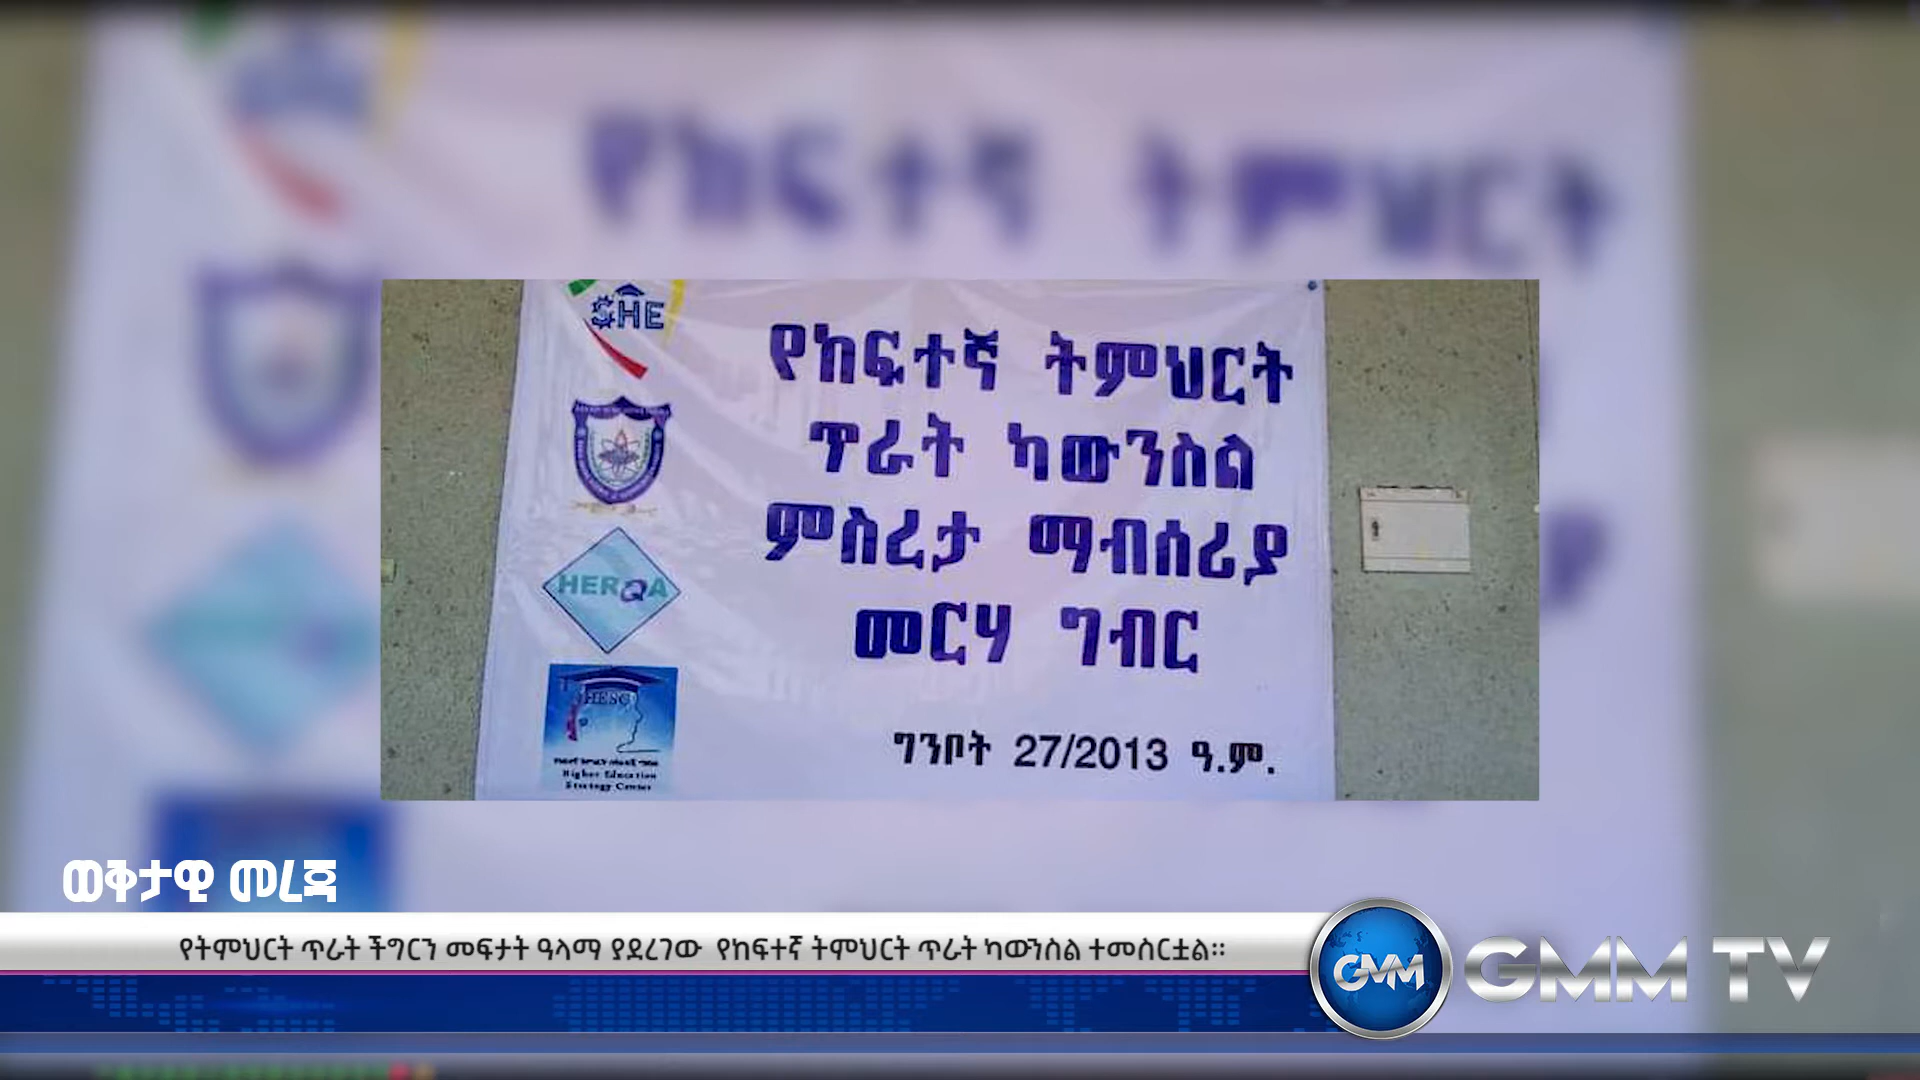 SHE
የከፍተኛ ትምህርት
ጥራት ካውንስል
ምስረታ ማብሰሪያ
መርሃ ግብር
HERQA
HESC
Higher Education
Strategy Center
ግንቦት 27/2013 ዓ.ም.
ወቅታዊ መረጃ
የትምህርት ጥራት ችግርን መፍታት ዓላማ ያደረገው የከፍተኛ ትምህርት ጥራት ካውንስል ተመሰርቷል።
GMM
GMM TV